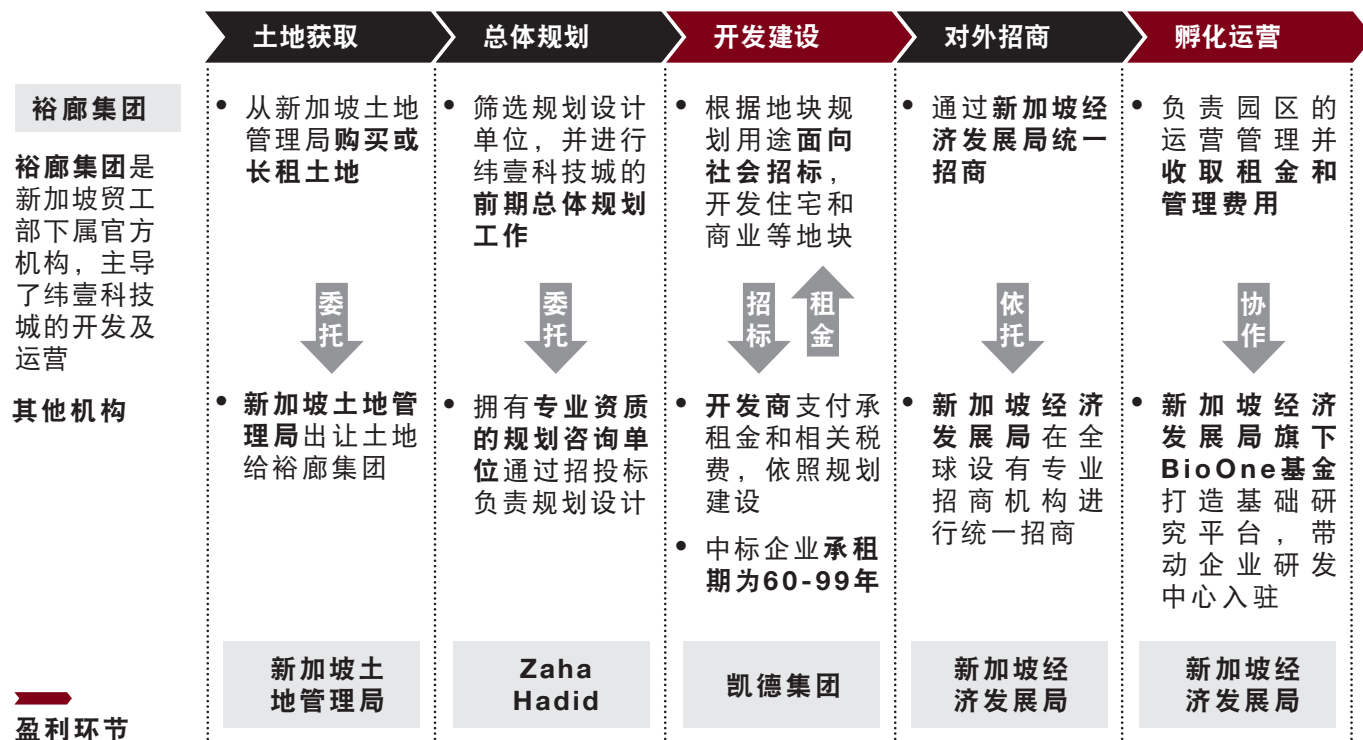 土地获取
总体规划
开发建设
对外招商
孵化运营
裕廊集团
裕廊集团是
新加坡贸工
部下属官方
机构，主导
了纬壹科技
城的开发及
运营
• 从新加坡土地
管理局购买或
长租土地
• 筛选规划设计
单位，并进行
纬壹科技城的
前期总体规划
工作
• 根据地块规
划用途面向
社会招标，
开发住宅和
商业等地块
• 通过新加坡经
济发展局统一
招商
• 负责园区的
运营管理并
收取租金和
管理费用
委
托
委
托
招
标
租
金
依
托
协
作
其他机构
• 新加坡土地管
理局出让土地
给裕廊集团
• 拥有专业资质
的规划咨询单
位通过招投标
负责规划设计
• 开发商支付承
租金和相关税
费，依照规划
建设
• 中标企业承租
期为60-99年
• 新加坡经济
发展局在全
球设有专业
招商机构进
行统一招商
• 新加坡经济
发展局旗下
BioOne基金
打造基础研
究平台，带
动企业研发
中心入驻
新加坡土
地管理局
Zaha
Hadid
凯德集团
新加坡经
济发展局
新加坡经
济发展局
盈利环节